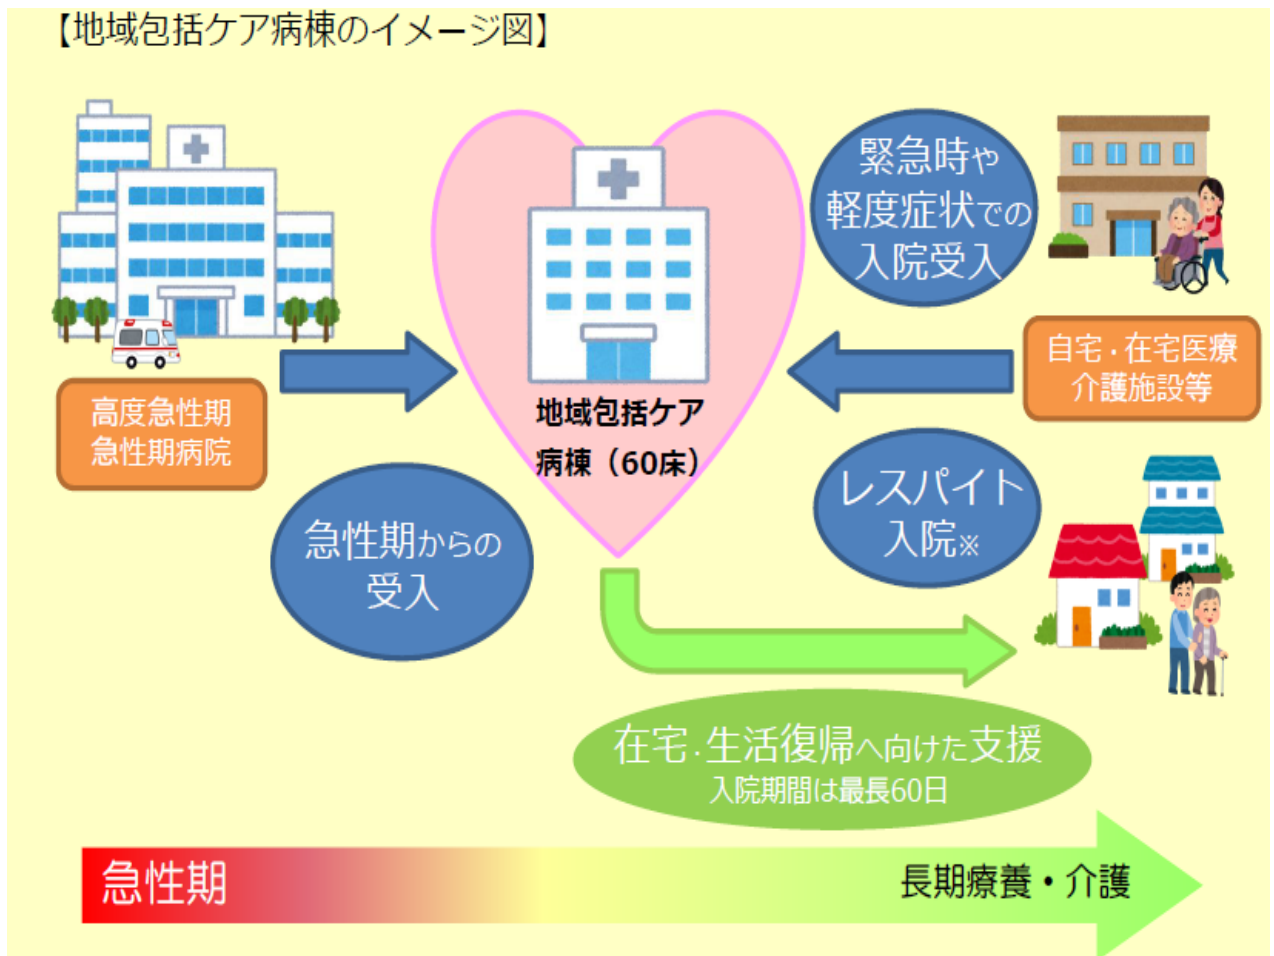 【地域包括ケア病棟のイメージ図】
緊急時や
軽度症状での
入院受入
自宅・在宅医療
介護施設等
高度急性期
急性期病院
地域包括ケア
病棟（60床）
レスパイト
入院※
急性期からの
受入
在宅・生活復帰へ向けた支援
入院期間は最長60日
急性期
長期療養・介護